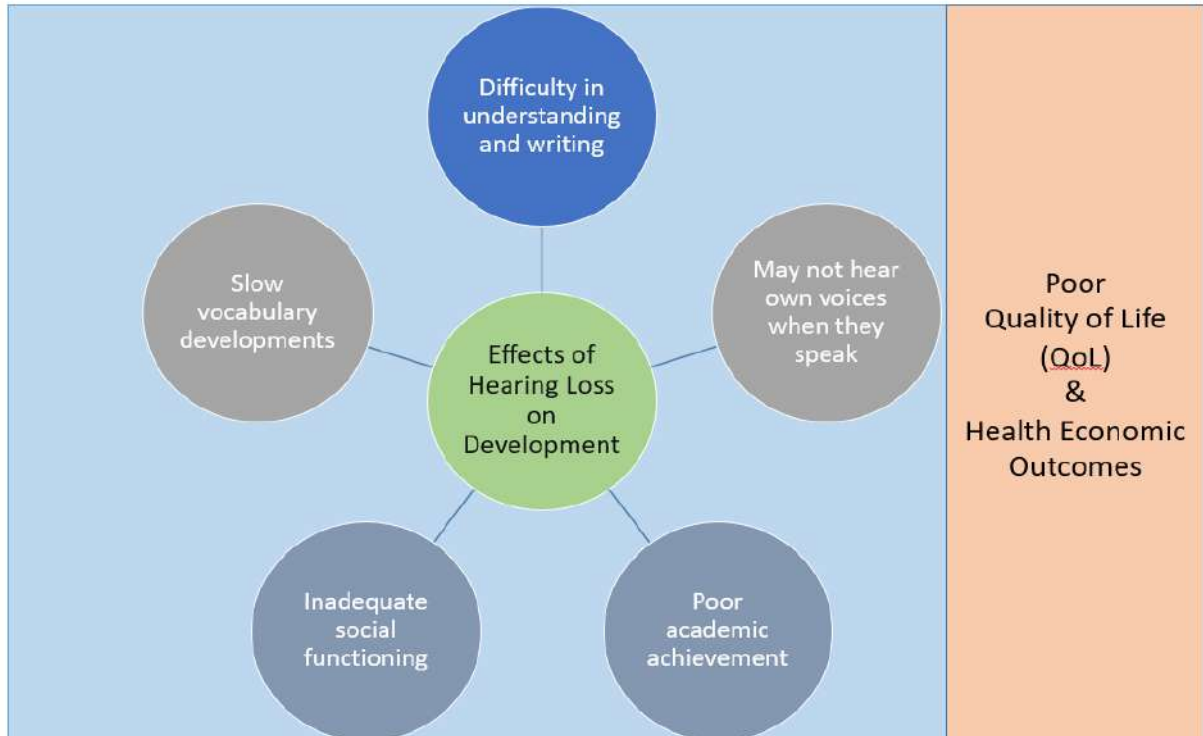 Difficulty in
understanding
and writing
Slow
vocabulary
developments
May not hear
own voices
when they
speak
Effects of
Hearing Loss
on
Development
Inadequate
social
functioning
Poor
academic
achievement
Poor
Quality of Life
(QoL)
&
Health Economic
Outcomes